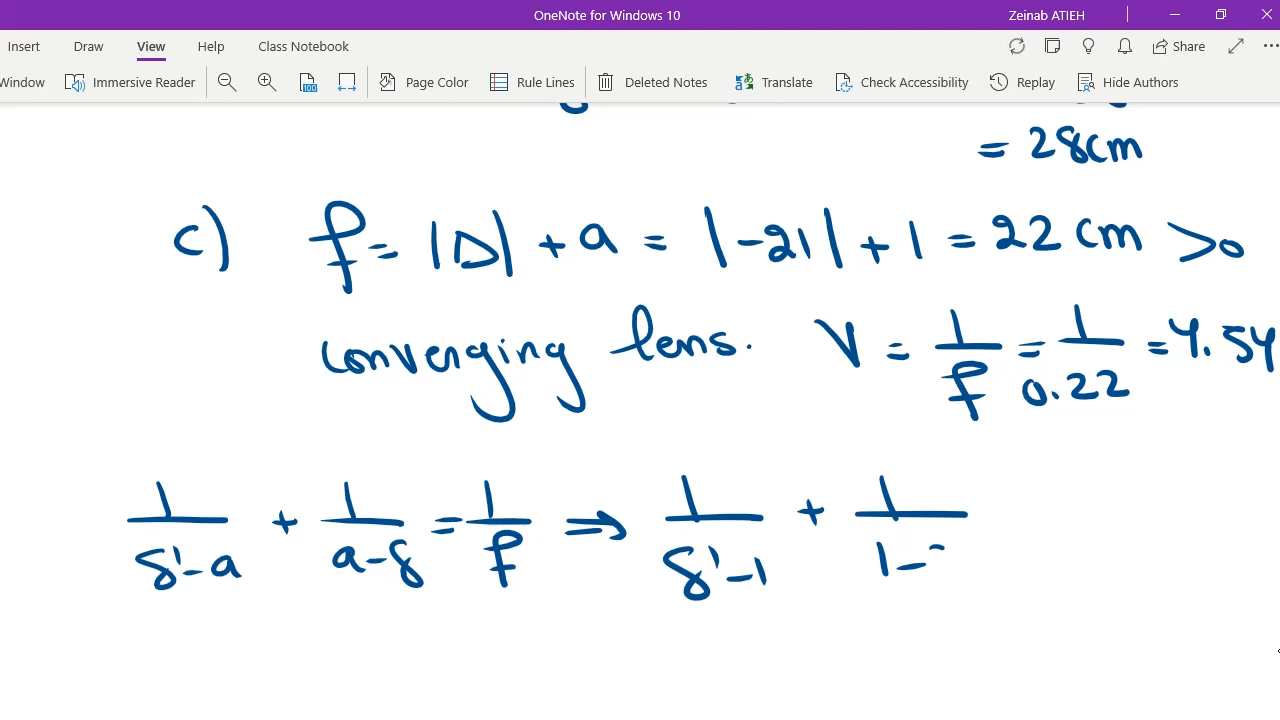 OneNote for Windows 10 Zeinab ATIEH
Insert Draw View Help Class Notebook Share
Window Immersive Reader 100 Page Color Rule Lines Deleted Notes Translate Check Accessibility Replay Hide Authors
= 28cm
c) f = |D| + a = |-21| + 1 = 22 cm >0
converging lens. V = 1/f = 1/0.22 = 4.54
1/(δ'-a) + 1/(a-δ) = 1/f ⇒ 1/(δ'-1) + 1/(1-